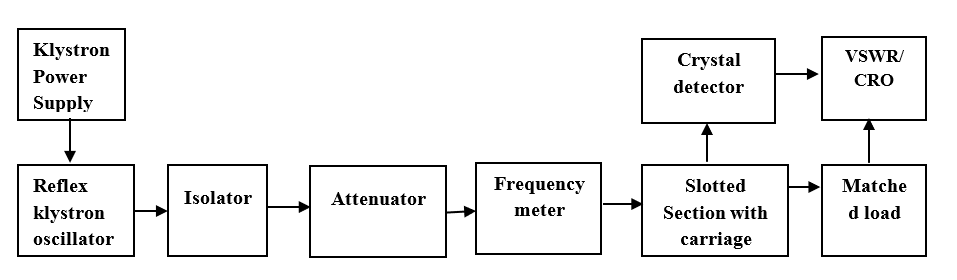 Klystron
Power
Supply
Crystal
detector
VSWR/
CRO
Reflex
klystron
oscillator
Isolator
Attenuator
Frequency
meter
Slotted
Section with
carriage
Matche
d load